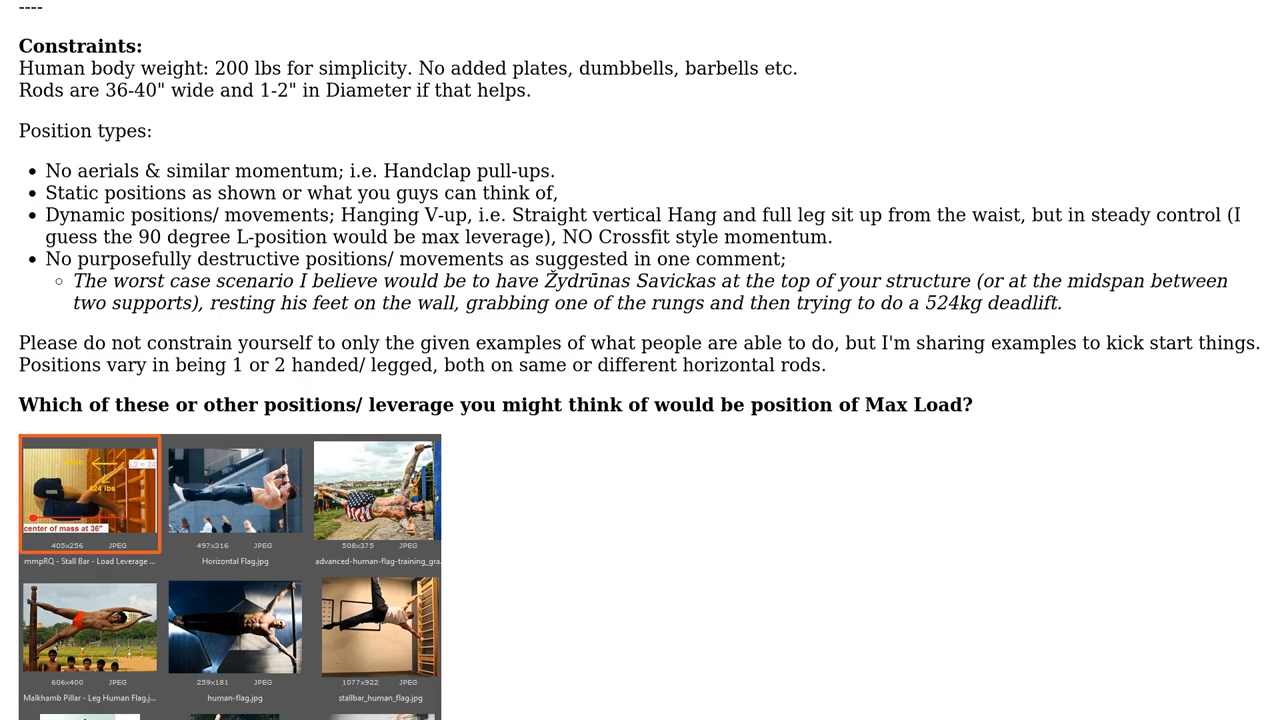 ----
Constraints:
Human body weight: 200 lbs for simplicity. No added plates, dumbbells, barbells etc.
Rods are 36-40" wide and 1-2" in Diameter if that helps.
Position types:
No aerials & similar momentum; i.e. Handclap pull-ups.
Static positions as shown or what you guys can think of,
Dynamic positions/ movements; Hanging V-up, i.e. Straight vertical Hang and full leg sit up from the waist, but in steady control (I
guess the 90 degree L-position would be max leverage), NO Crossfit style momentum.
No purposefully destructive positions/ movements as suggested in one comment;
The worst case scenario I believe would be to have Žydrūnas Savickas at the top of your structure (or at the midspan between
two supports), resting his feet on the wall, grabbing one of the rungs and then trying to do a 524kg deadlift.
Please do not constrain yourself to only the given examples of what people are able to do, but I'm sharing examples to kick start things.
Positions vary in being 1 or 2 handed/ legged, both on same or different horizontal rods.
Which of these or other positions/ leverage you might think of would be position of Max Load?
424 lbs
center of mass at 36"
405x256 JPEG
497x316 JPEG
508x375 JPEG
mmpRQ - Stall Bar - Load Leverage ...
Horizontal Flag.jpg
advanced-human-flag-training_gra
606x400 JPEG
259x181 JPEG
1077x922 JPEG
Malkhamb Pillar - Leg Human Flag.j...
human-flag.jpg
stallbar_human_flag.jpg